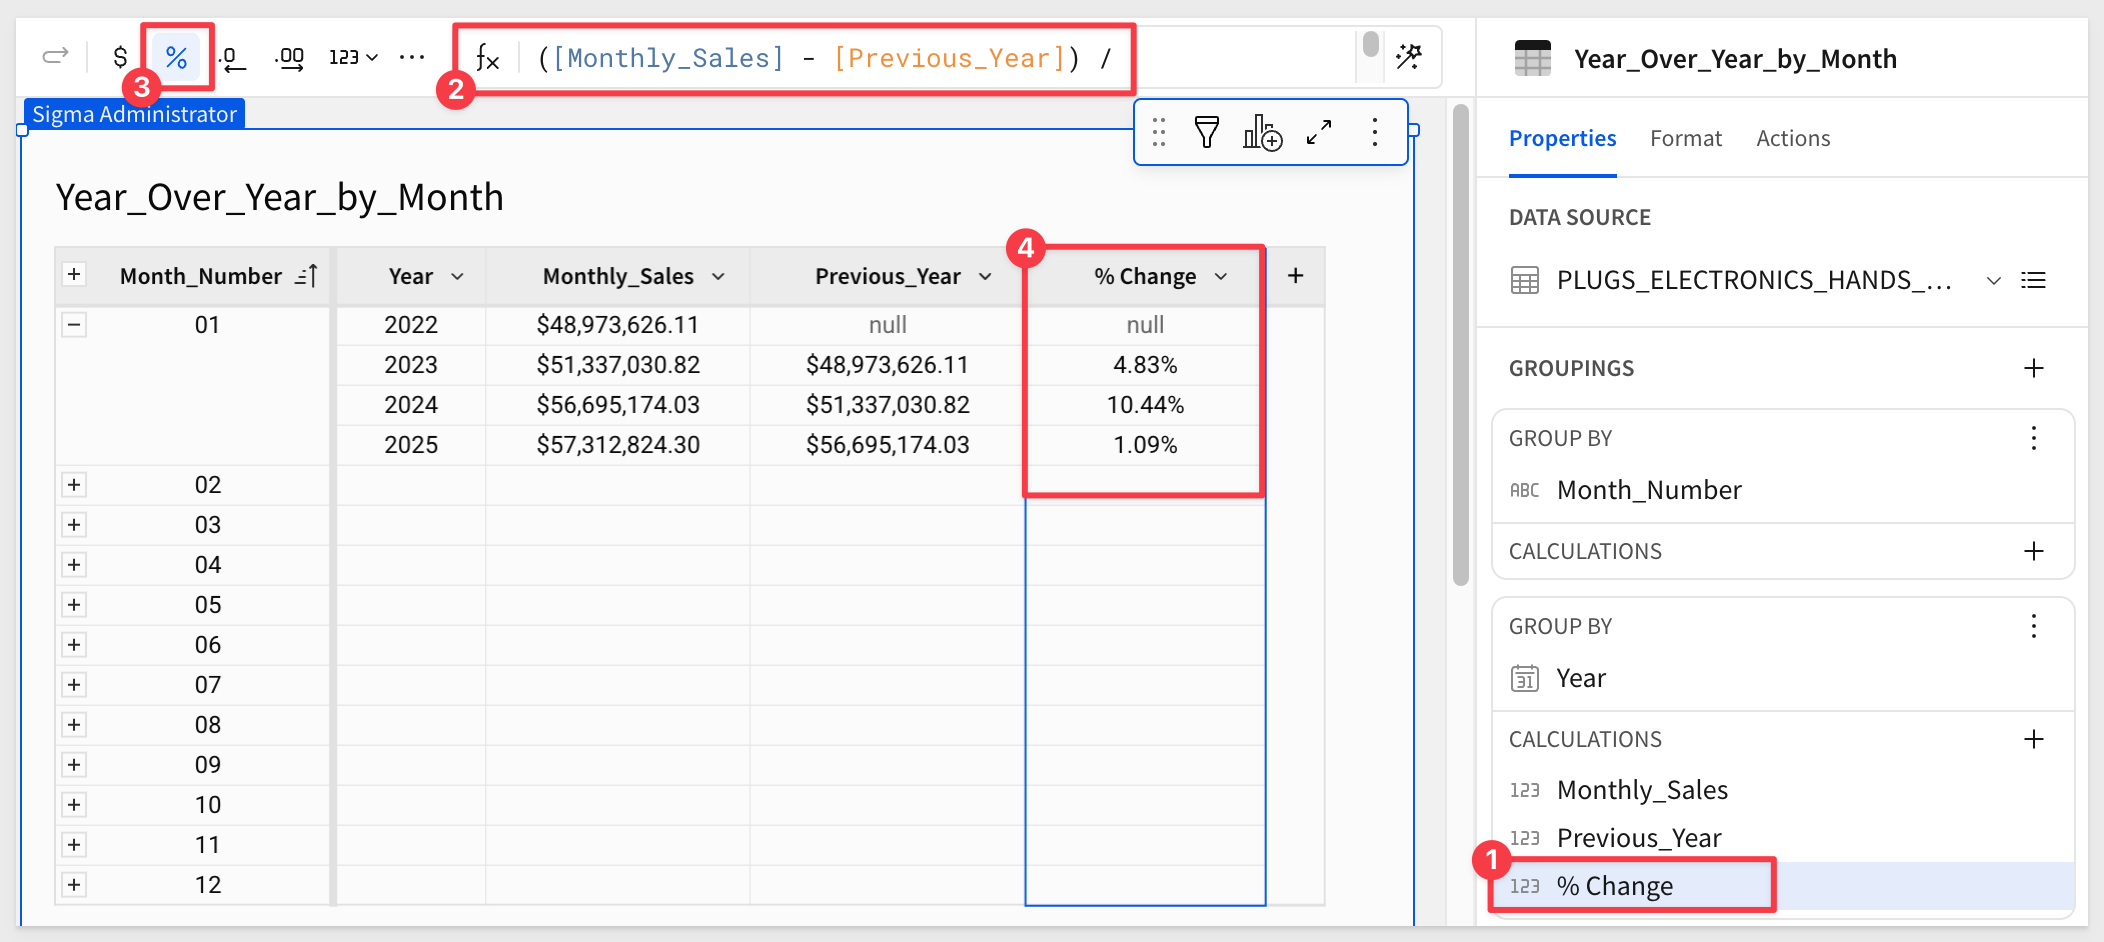 $ % .0 .00 123 ...
fx ([Monthly_Sales] - [Previous_Year]) /
3
2
Sigma Administrator
Year_Over_Year_by_Month
4
Month_Number Year Monthly_Sales Previous_Year % Change +
01 2022 $48,973,626.11 null null
2023 $51,337,030.82 $48,973,626.11 4.83%
2024 $56,695,174.03 $51,337,030.82 10.44%
2025 $57,312,824.30 $56,695,174.03 1.09%
02
03
04
05
06
07
08
09
10
11
12
Year_Over_Year_by_Month
Properties Format Actions
DATA SOURCE
PLUGS_ELECTRONICS_HANDS_...
GROUPINGS
GROUP BY
ABC Month_Number
CALCULATIONS
GROUP BY
31 Year
CALCULATIONS
123 Monthly_Sales
123 Previous_Year
1
123 % Change